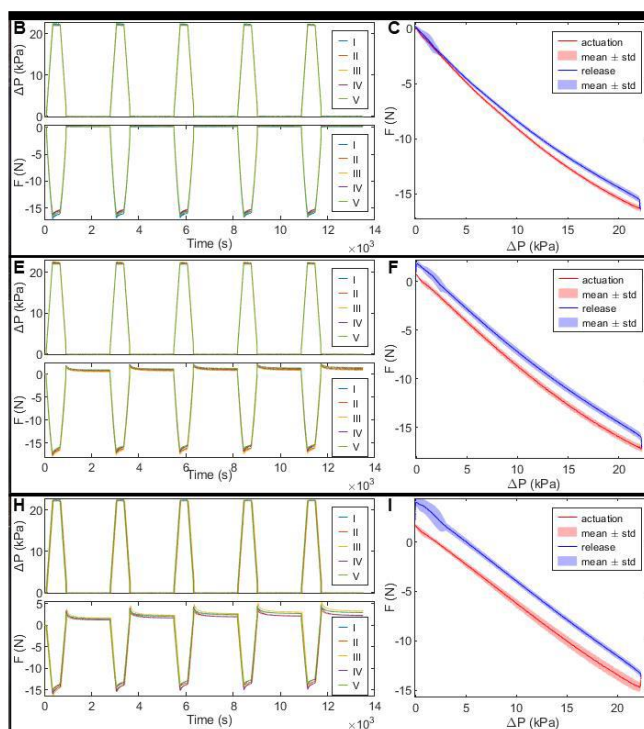 B
ΔP (kPa)
20
10
0
I
II
III
IV
V
F (N)
0
-5
-10
-15
I
II
III
IV
V
0 2 4 6 8 10 12 14
Time (s)
×10³
C
F (N)
0
-5
-10
-15
actuation
mean ± std
release
mean ± std
0 5 10 15 20
ΔP (kPa)
E
ΔP (kPa)
20
10
0
I
II
III
IV
V
F (N)
0
-5
-10
-15
I
II
III
IV
V
0 2 4 6 8 10 12 14
Time (s)
×10³
F
F (N)
0
-5
-10
-15
actuation
mean ± std
release
mean ± std
0 5 10 15 20
ΔP (kPa)
H
ΔP (kPa)
20
10
0
I
II
III
IV
V
F (N)
5
0
-5
-10
-15
I
II
III
IV
V
0 2 4 6 8 10 12 14
Time (s)
×10³
I
F (N)
0
-5
-10
-15
actuation
mean ± std
release
mean ± std
0 5 10 15 20
ΔP (kPa)